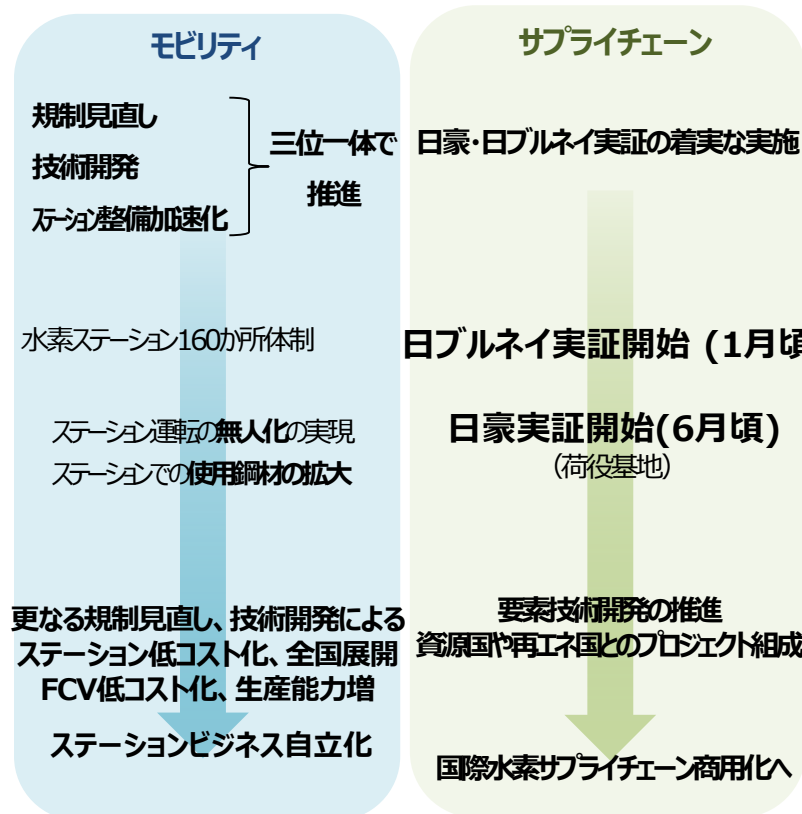 モビリティ
規制見直し
技術開発
ステーション整備加速化
三位一体で
推進
水素ステーション160か所体制
ステーション運転の無人化の実現
ステーションでの使用鋼材の拡大
更なる規制見直し、技術開発による
ステーション低コスト化、全国展開
FCV低コスト化、生産能力増
ステーションビジネス自立化
サプライチェーン
日豪・日ブルネイ実証の着実な実施
日ブルネイ実証開始 (1月頃
日豪実証開始(6月頃)
(荷役基地)
要素技術開発の推進
資源国や再エネ国とのプロジェクト組成
国際水素サプライチェーン商用化へ